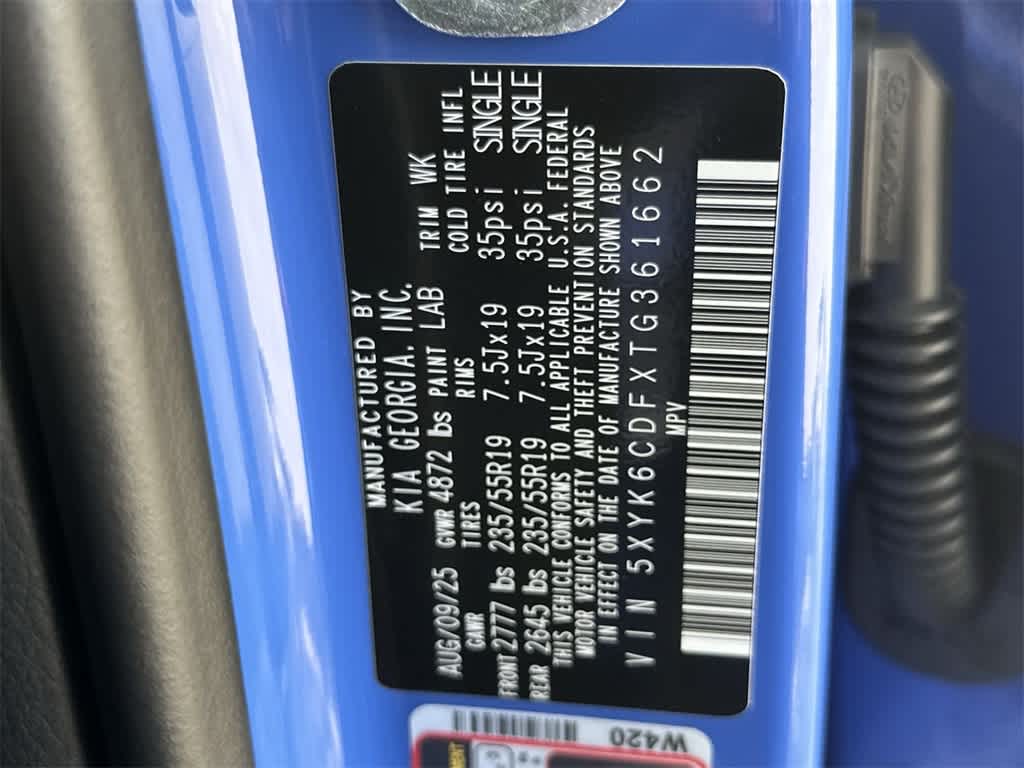 MANUFACTURED BY
KIA GEORGIA. INC.
AUG/09/25 GVWR 4872 lbs PAINT LAB TRIM WK
GAWR TIRES RIMS COLD TIRE INFL
FRONT 2777 lbs 235/55R19 7.5Jx19 35psi SINGLE
REAR 2645 lbs 235/55R19 7.5Jx19 35psi SINGLE
THIS VEHICLE CONFORMS TO ALL APPLICABLE U.S.A. FEDERAL
MOTOR VEHICLE SAFETY AND THEFT PREVENTION STANDARDS
IN EFFECT ON THE DATE OF MANUFACTURE SHOWN ABOVE
VIN 5XYK6CDFXTG361662
MPV
W420